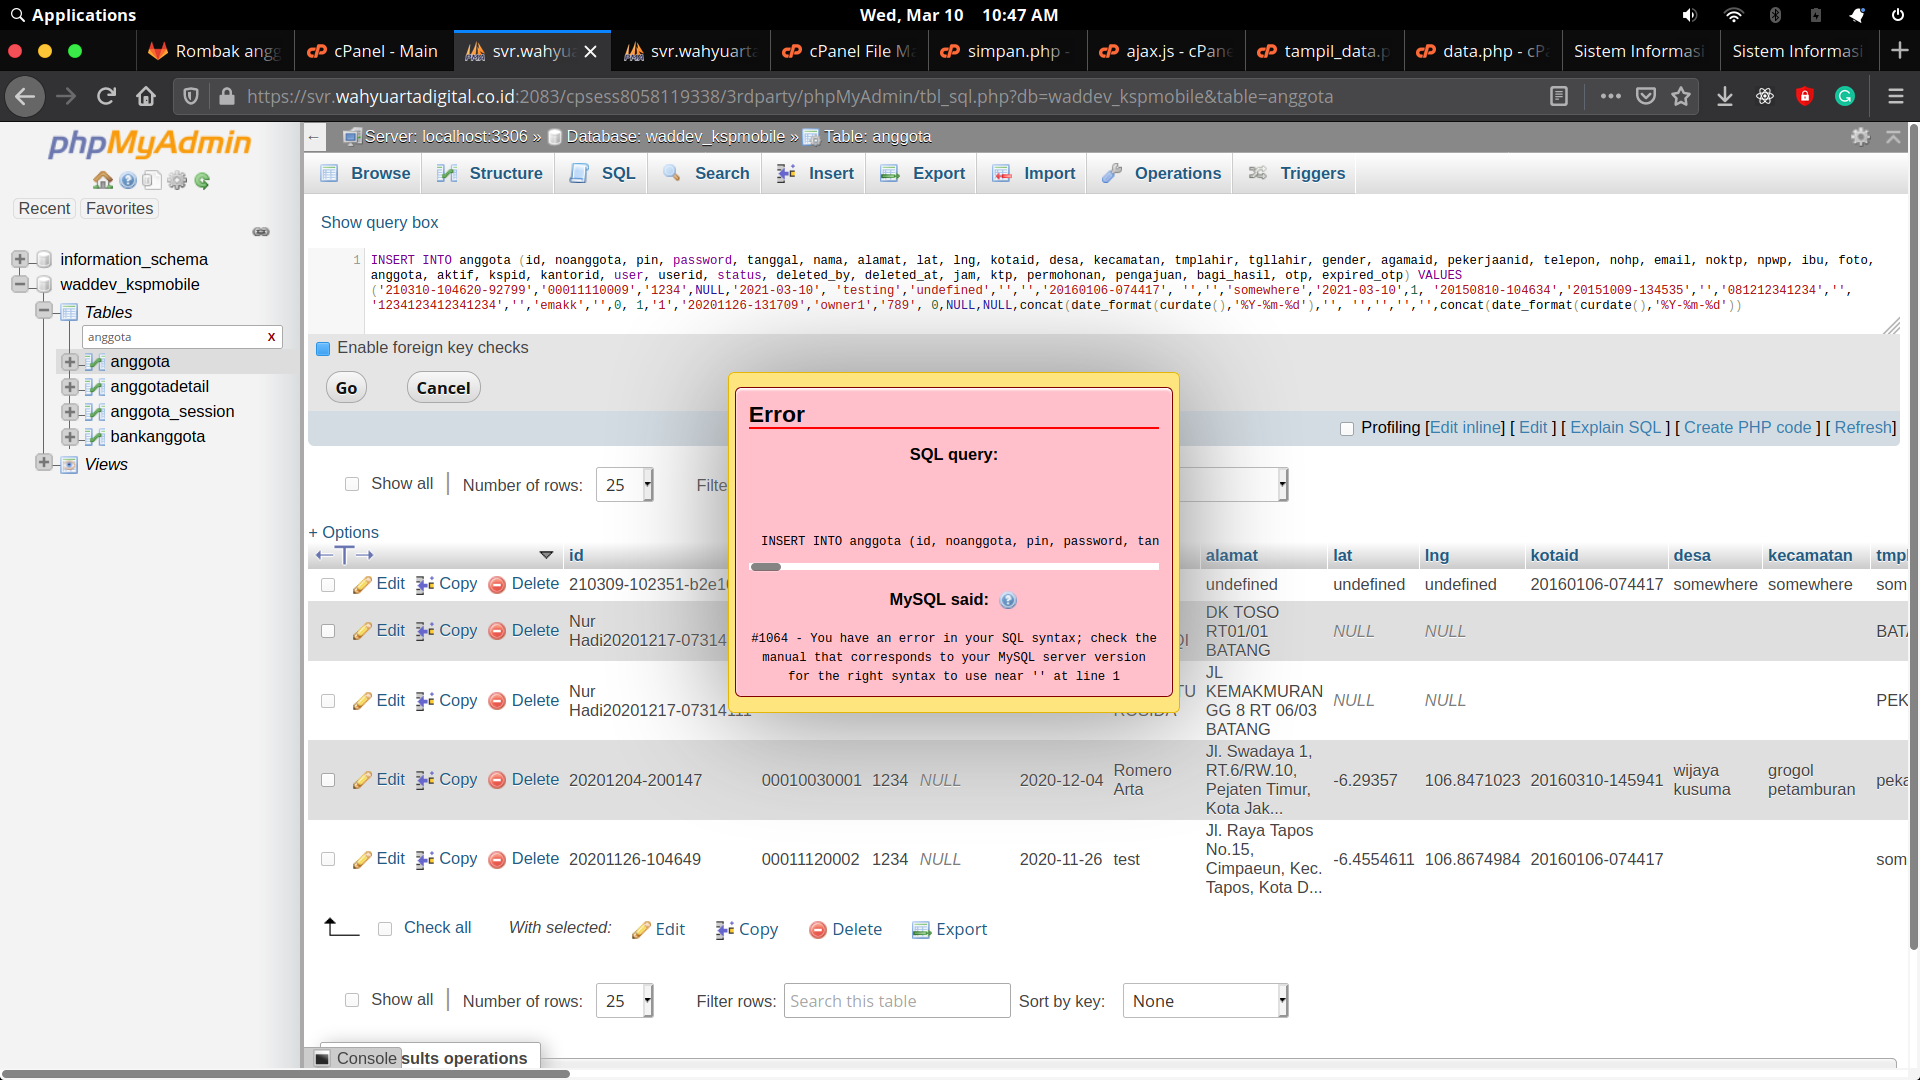 Applications
Wed, Mar 10 10:47 AM
Rombak angg
cPanel - Main
svr.wahyua
svr.wahyuarta
cPanel File M
simpan.php -
ajax.js - cPane
tampil_data.p
data.php - cP
Sistem Informasi
Sistem Informasi
https://svr.wahyuartadigital.co.id:2083/cpsess8058119338/3rdparty/phpMyAdmin/tbl_sql.php?db=waddev_kspmobile&table=anggota
phpMyAdmin
Recent Favorites
information_schema
waddev_kspmobile
Tables
anggota X
anggota
anggotadetail
anggota_session
bankanggota
Views
Server: localhost:3306 » Database: waddev_kspmobile » Table: anggota
Browse Structure SQL Search Insert Export Import Operations Triggers
Show query box
1 INSERT INTO anggota (id, noanggota, pin, password, tanggal, nama, alamat, lat, lng, kotaid, desa, kecamatan, tmplahir, tgllahir, gender, agamaid, pekerjaanid, telepon, nohp, email, noktp, npwp, ibu, foto,
anggota, aktif, kspid, kantorid, user, userid, status, deleted_by, deleted_at, jam, ktp, permohonan, pengajuan, bagi_hasil, otp, expired_otp) VALUES
('210310-104620-92799','00011110009','1234',NULL,'2021-03-10', 'testing','undefined','','','20160106-074417', '','','somewhere','2021-03-10',1, '20150810-104634','20151009-134535','','081212341234','',
'1234123412341234','','emakk','',0, 1,'1','20201126-131709','owner1','789', 0,NULL,NULL,concat(date_format(curdate(),'%Y-%m-%d'),'', '','','','',concat(date_format(curdate(),'%Y-%m-%d'))
Enable foreign key checks
Go Cancel
Profiling [Edit inline] [ Edit ] [ Explain SQL ] [ Create PHP code ] [ Refresh]
Show all Number of rows: 25 Filte
+ Options
id alamat lat lng kotaid desa kecamatan tmpl
Edit Copy Delete 210309-102351-b2e1 undefined undefined undefined 20160106-074417 somewhere somewhere som
Edit Copy Delete Nur Hadi20201217-07314 DK TOSO RT01/01 BATANG NULL NULL BAT
Edit Copy Delete Nur Hadi20201217-07314111 JL KEMAKMURAN GG 8 RT 06/03 BATANG NULL NULL PEK
Edit Copy Delete 20201204-200147 00010030001 1234 NULL 2020-12-04 Romero Arta Jl. Swadaya 1, RT.6/RW.10, Pejaten Timur, Kota Jak... -6.29357 106.8471023 20160310-145941 wijaya kusuma grogol petamburan peka
Edit Copy Delete 20201126-104649 00011120002 1234 NULL 2020-11-26 test Jl. Raya Tapos No.15, Cimpaeun, Kec. Tapos, Kota D... -6.4554611 106.8674984 20160106-074417 som
Error
SQL query:
INSERT INTO anggota (id, noanggota, pin, password, tan
MySQL said:
#1064 - You have an error in your SQL syntax; check the
manual that corresponds to your MySQL server version
for the right syntax to use near '' at line 1
Check all With selected: Edit Copy Delete Export
Show all Number of rows: 25 Filter rows: Search this table Sort by key: None
Console sults operations